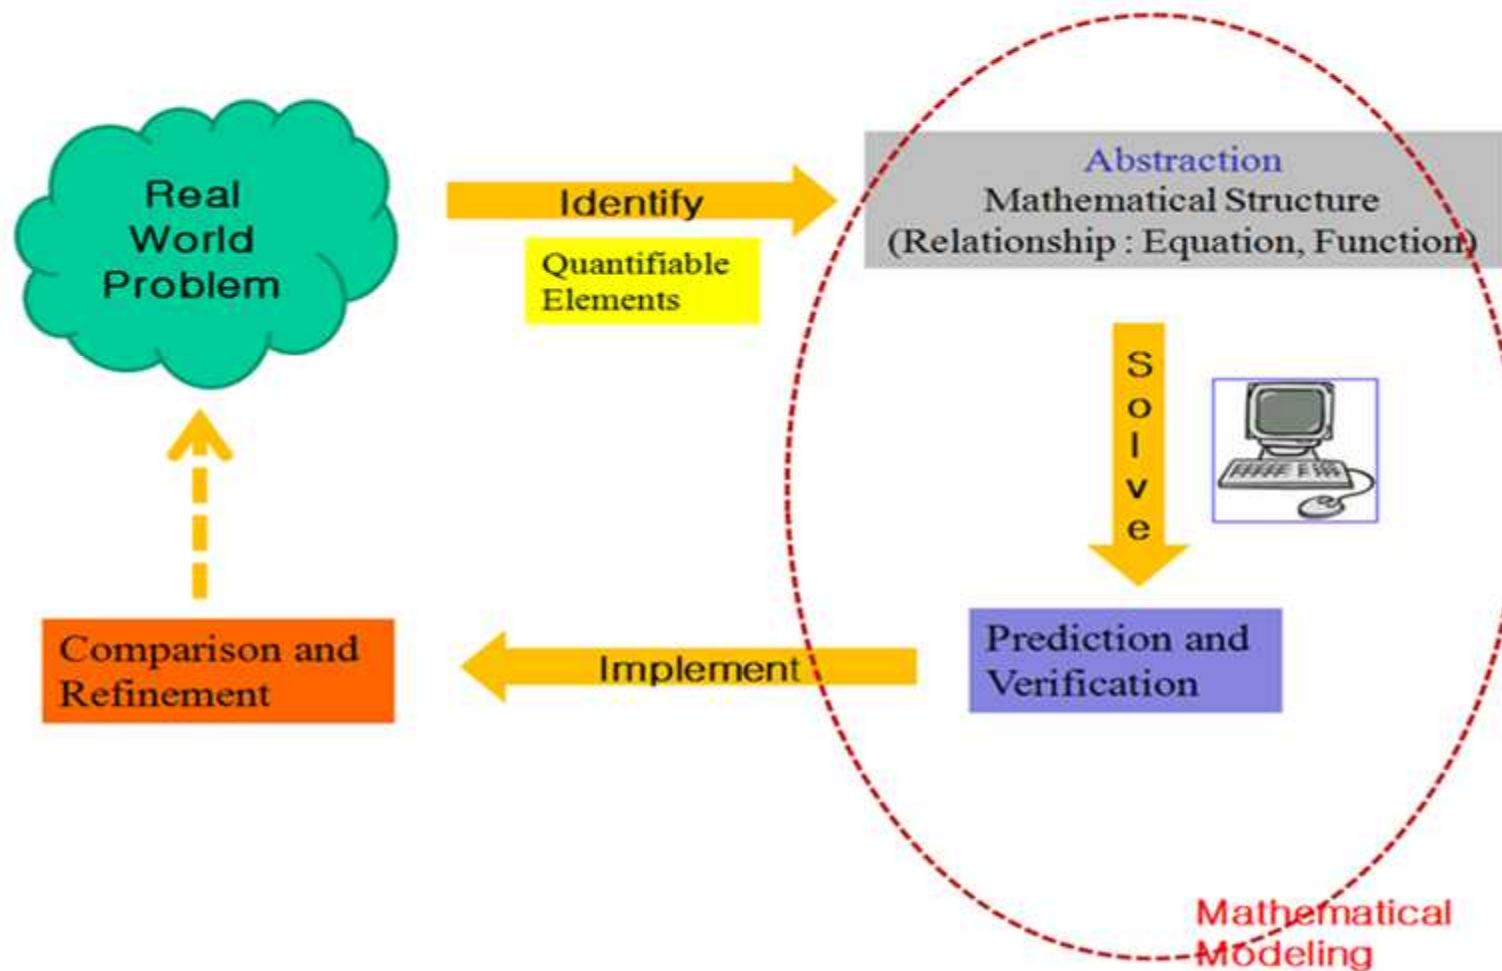 Real
World
Problem
Identify
Quantifiable
Elements
Abstraction
Mathematical Structure
(Relationship : Equation, Function)
Solve
Prediction and
Verification
Implement
Comparison and
Refinement
Mathematical
Modeling